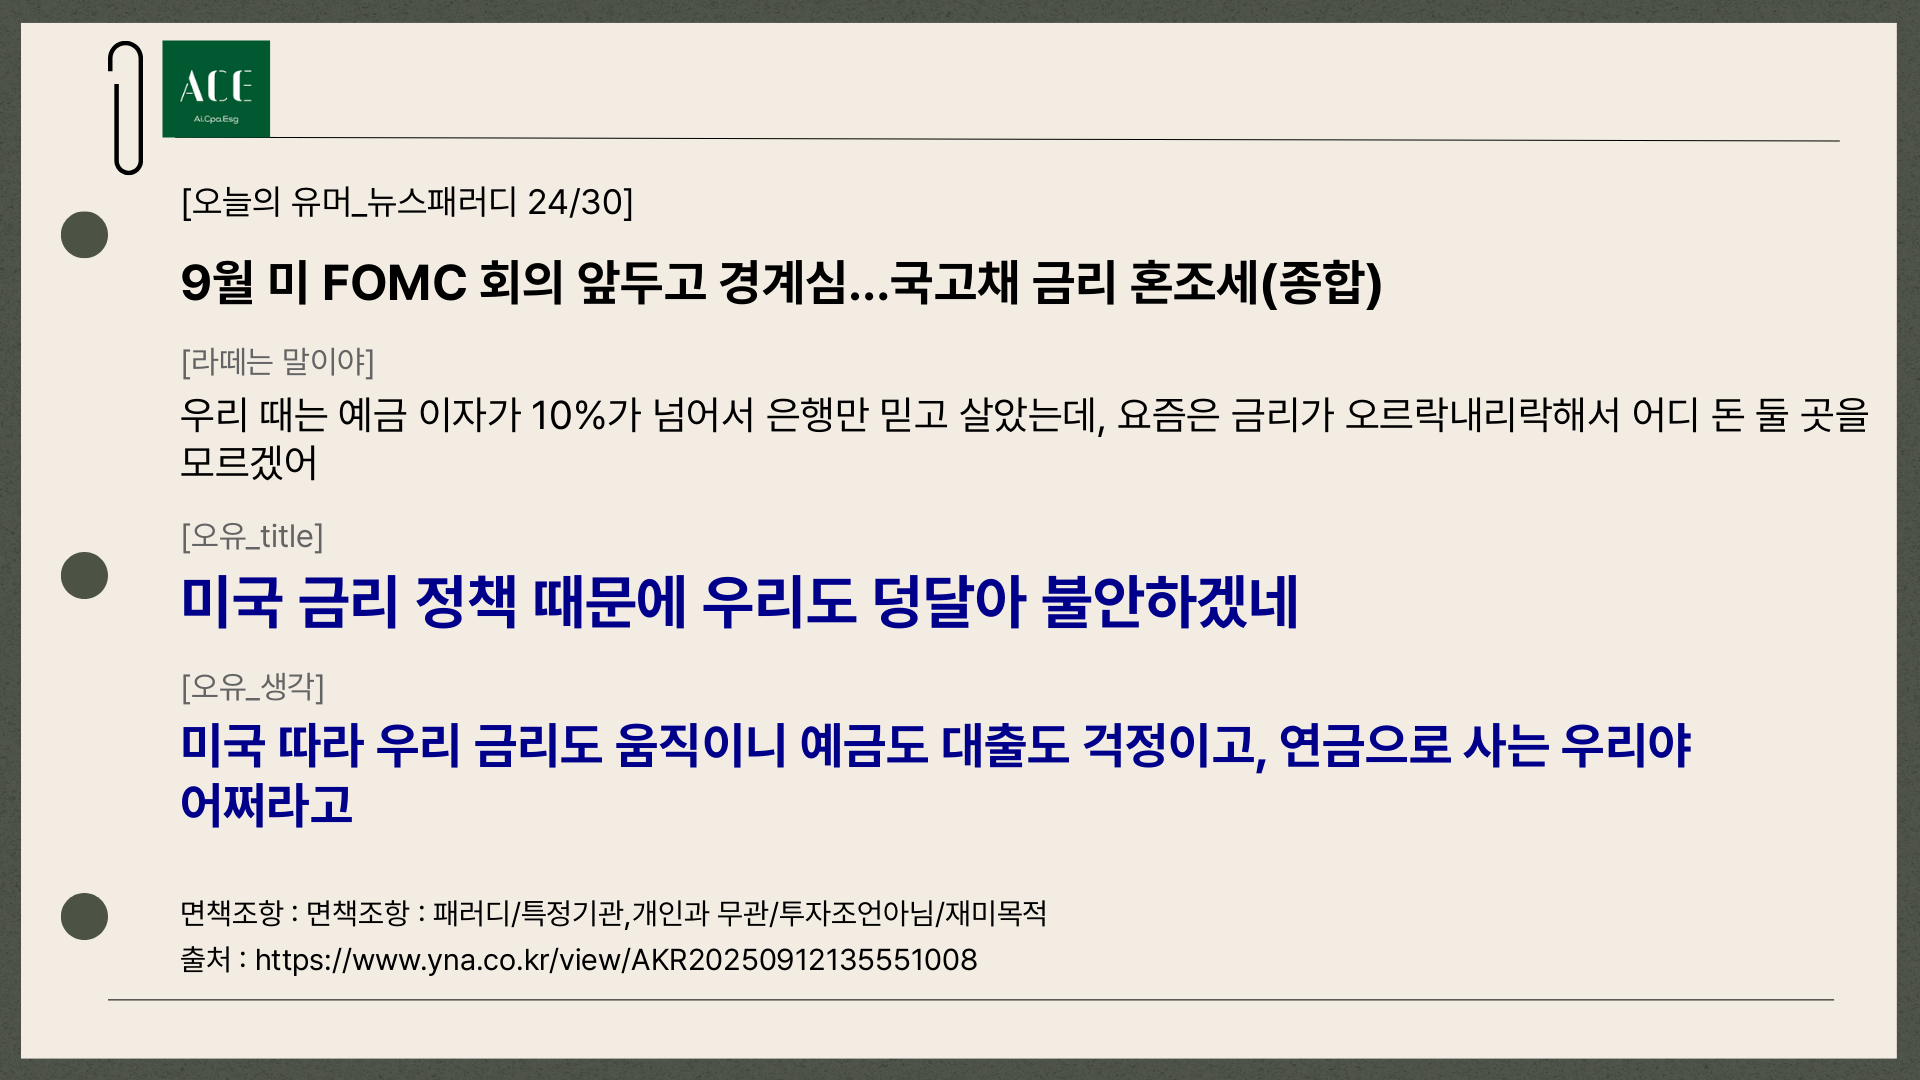 ACE
Ai.Cpa.Esg
[오늘의 유머_뉴스패러디 24/30]
9월 미 FOMC 회의 앞두고 경계심…국고채 금리 혼조세(종합)
[라떼는 말이야]
우리 때는 예금 이자가 10%가 넘어서 은행만 믿고 살았는데, 요즘은 금리가 오르락내리락해서 어디 돈 둘 곳을
모르겠어
[오유_title]
미국 금리 정책 때문에 우리도 덩달아 불안하겠네
[오유_생각]
미국 따라 우리 금리도 움직이니 예금도 대출도 걱정이고, 연금으로 사는 우리야
어쩌라고
면책조항 : 면책조항 : 패러디/특정기관,개인과 무관/투자조언아님/재미목적
출처 : https://www.yna.co.kr/view/AKR20250912135551008